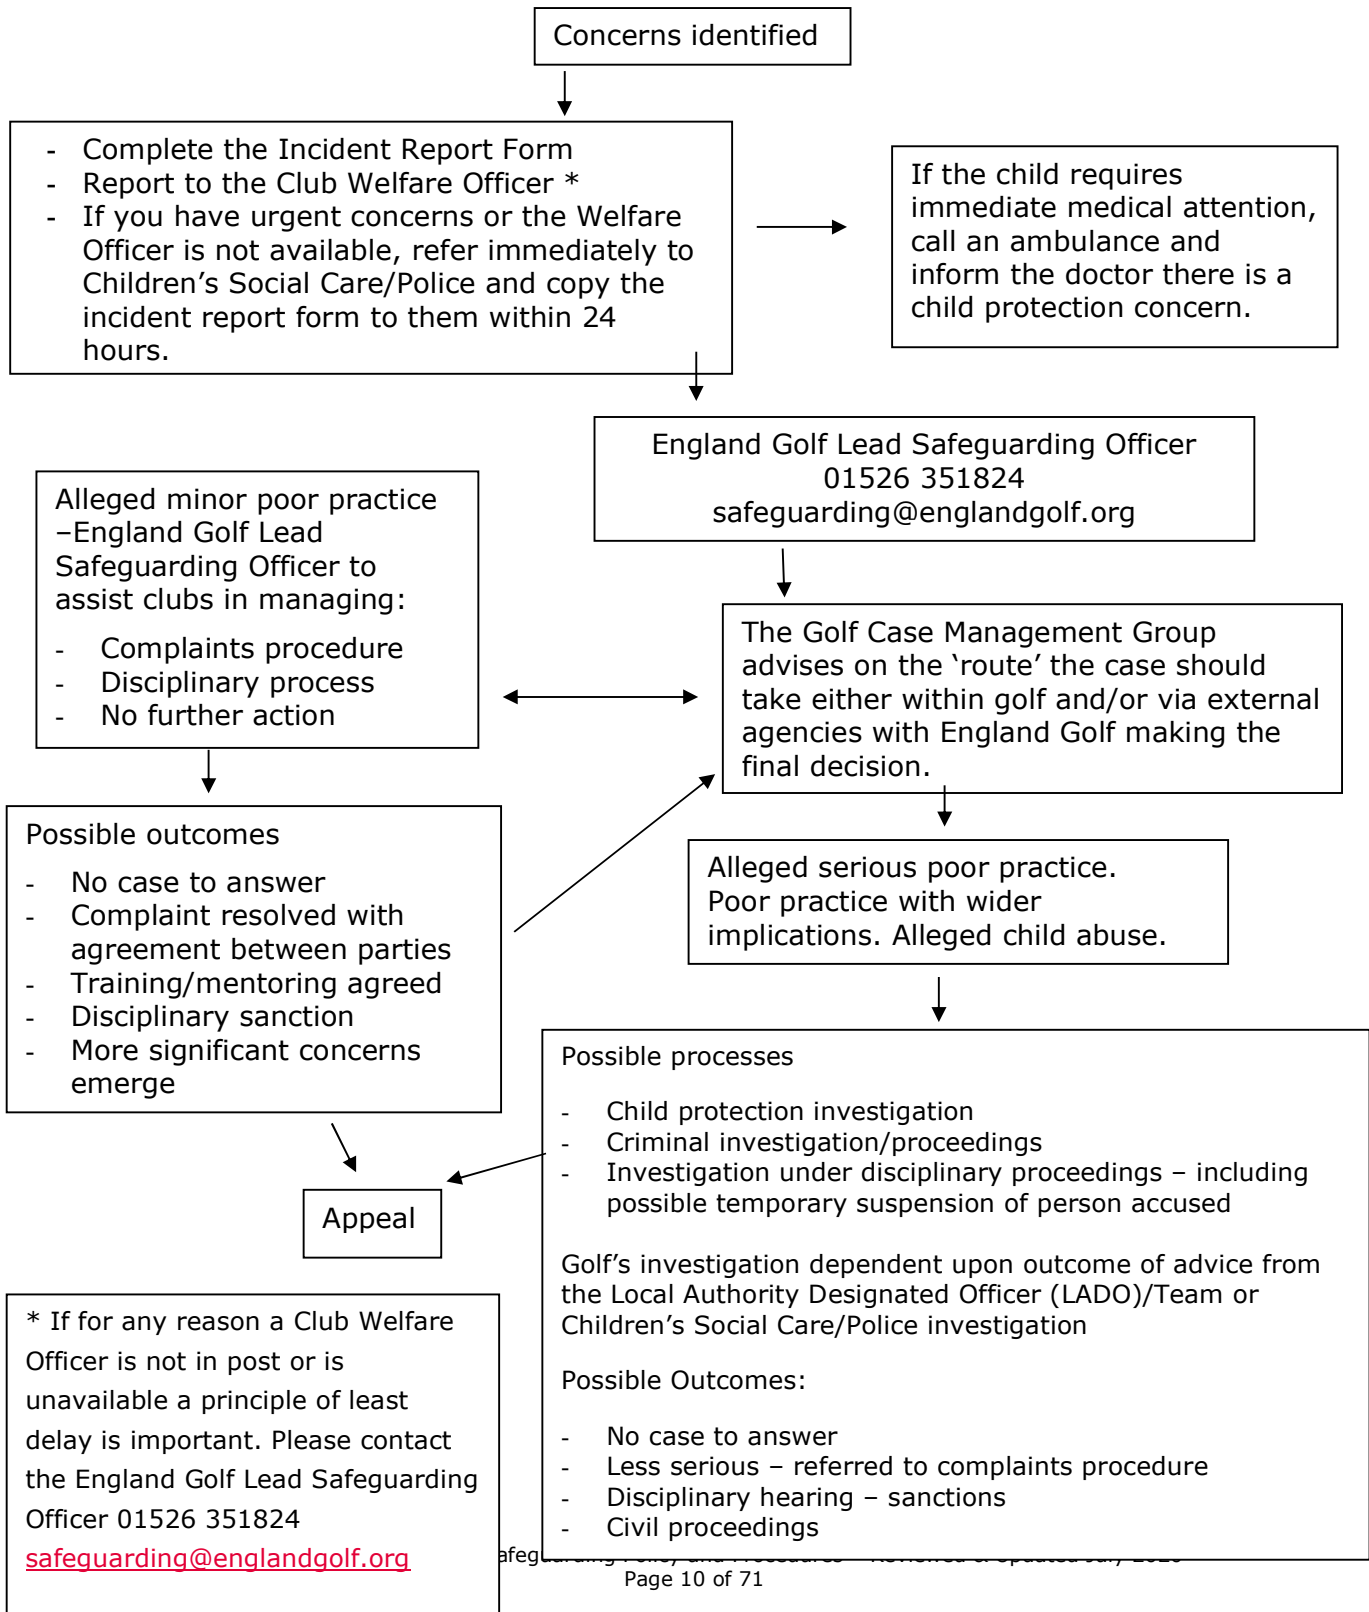 Concerns identified
- Complete the Incident Report Form
- Report to the Club Welfare Officer *
- If you have urgent concerns or the Welfare
Officer is not available, refer immediately to
Children’s Social Care/Police and copy the
incident report form to them within 24
hours.
If the child requires
immediate medical attention,
call an ambulance and
inform the doctor there is a
child protection concern.
England Golf Lead Safeguarding Officer
01526 351824
safeguarding@englandgolf.org
Alleged minor poor practice
–England Golf Lead
Safeguarding Officer to
assist clubs in managing:
- Complaints procedure
- Disciplinary process
- No further action
The Golf Case Management Group
advises on the ‘route’ the case should
take either within golf and/or via external
agencies with England Golf making the
final decision.
Possible outcomes
- No case to answer
- Complaint resolved with
agreement between parties
- Training/mentoring agreed
- Disciplinary sanction
- More significant concerns
emerge
Alleged serious poor practice.
Poor practice with wider
implications. Alleged child abuse.
Possible processes
- Child protection investigation
- Criminal investigation/proceedings
- Investigation under disciplinary proceedings – including
possible temporary suspension of person accused
Golf’s investigation dependent upon outcome of advice from
the Local Authority Designated Officer (LADO)/Team or
Children’s Social Care/Police investigation
Possible Outcomes:
- No case to answer
- Less serious – referred to complaints procedure
- Disciplinary hearing – sanctions
- Civil proceedings
Appeal
* If for any reason a Club Welfare
Officer is not in post or is
unavailable a principle of least
delay is important. Please contact
the England Golf Lead Safeguarding
Officer 01526 351824
safeguarding@englandgolf.org
Page 10 of 71